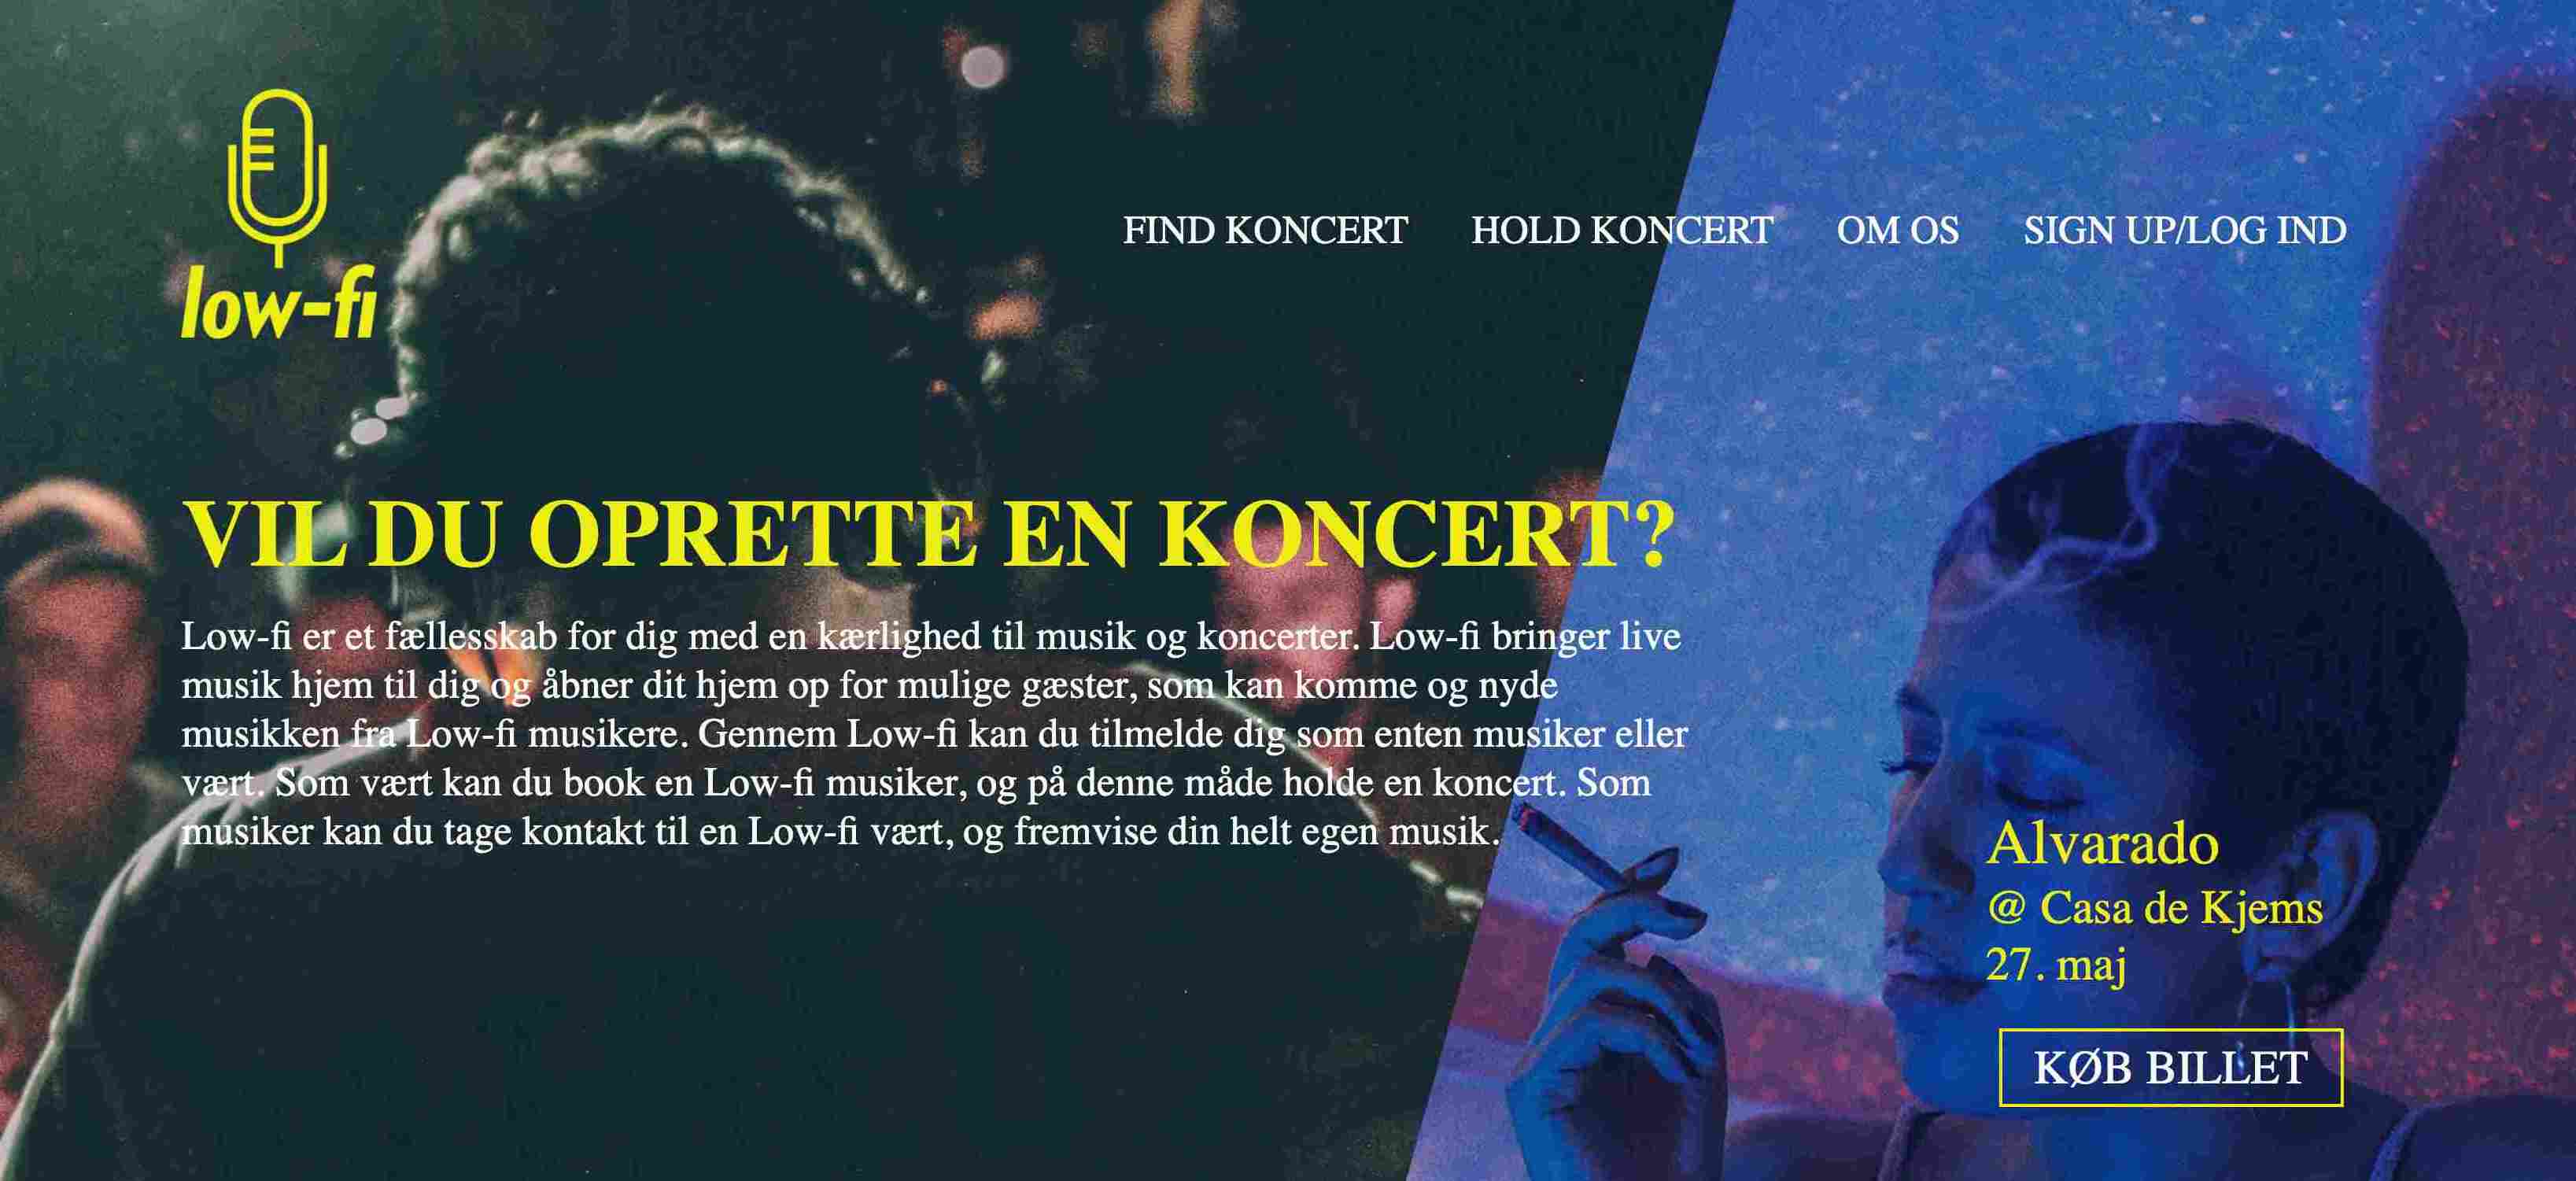 low-fi
FIND KONCERT HOLD KONCERT OM OS SIGN UP/LOG IND
VIL DU OPRETTE EN KONCERT?
Low-fi er et fællesskab for dig med en kærlighed til musik og koncerter. Low-fi bringer live
musik hjem til dig og åbner dit hjem op for mulige gæster, som kan komme og nyde
musikken fra Low-fi musikere. Gennem Low-fi kan du tilmelde dig som enten musiker eller
vært. Som vært kan du book en Low-fi musiker, og på denne måde holde en koncert. Som
musiker kan du tage kontakt til en Low-fi vært, og fremvise din helt egen musik.
Alvarado
@ Casa de Kjems
27. maj
KØB BILLET